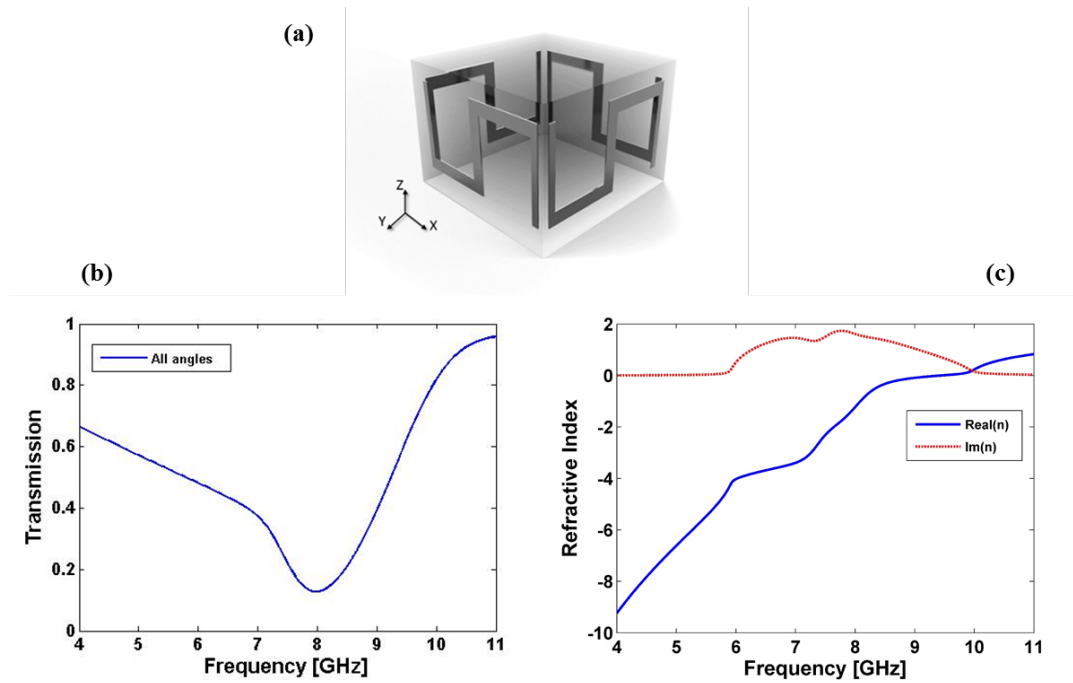 (a)
Z
Y
X
(b)
(c)
1
0.8
0.6
0.4
0.2
0
Transmission
All angles
4 5 6 7 8 9 10 11
Frequency [GHz]
2
0
-2
-4
-6
-8
-10
Refractive Index
Real(n)
Im(n)
4 5 6 7 8 9 10 11
Frequency [GHz]